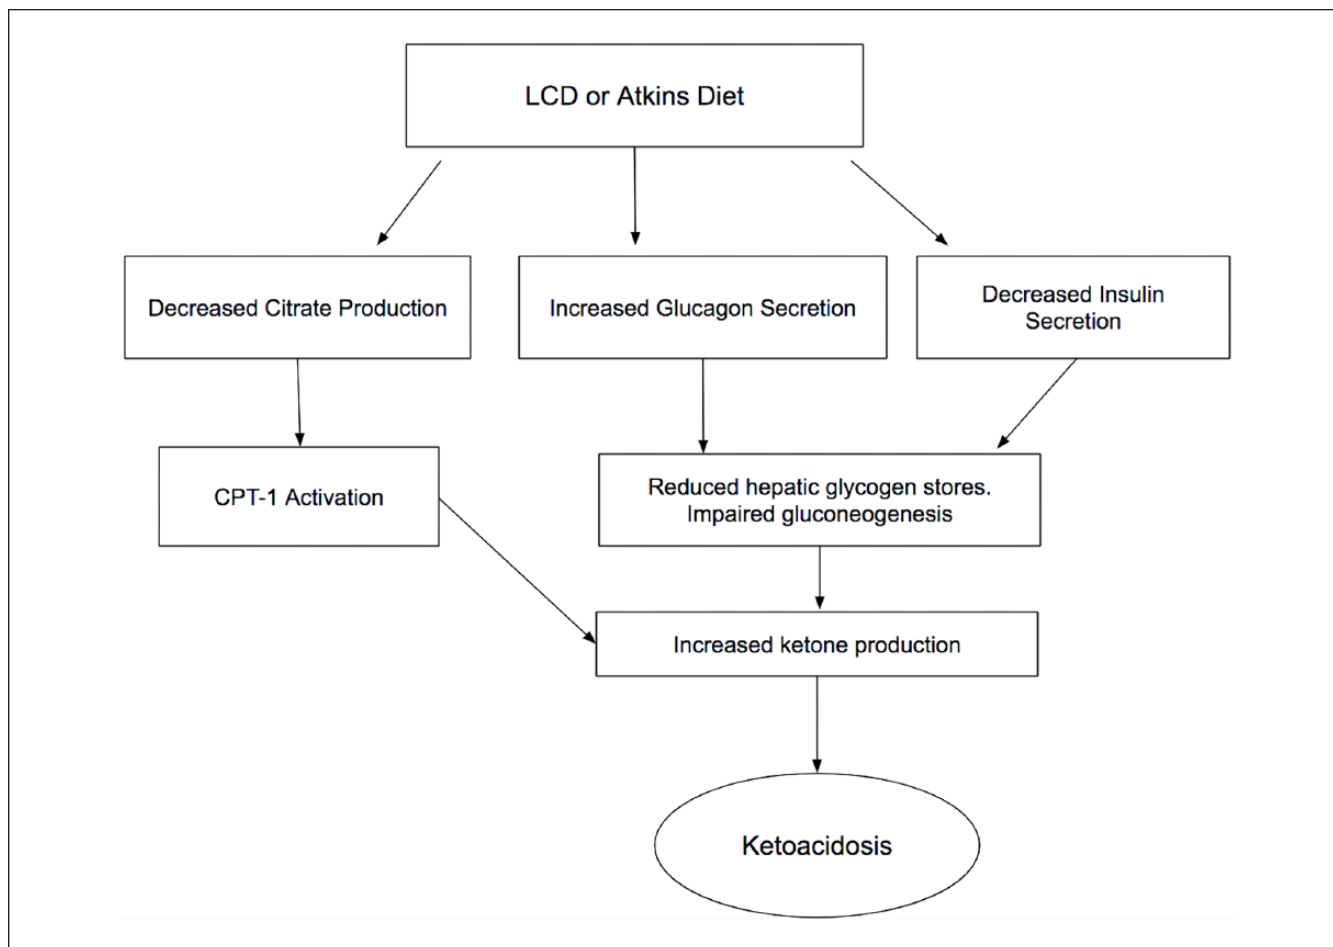 LCD or Atkins Diet
Decreased Citrate Production
Increased Glucagon Secretion
Decreased Insulin
Secretion
CPT-1 Activation
Reduced hepatic glycogen stores.
Impaired gluconeogenesis
Increased ketone production
Ketoacidosis